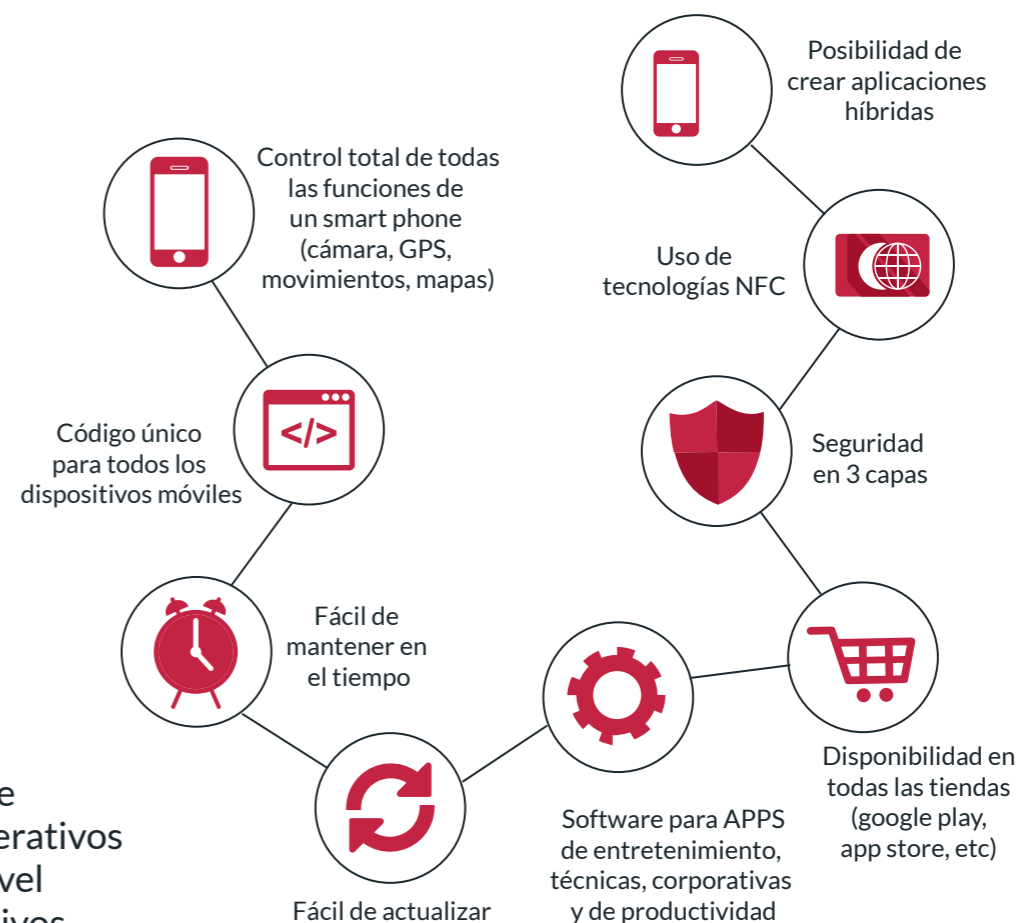 Posibilidad de
crear aplicaciones
híbridas
Control total de todas
las funciones de
un smart phone
(cámara, GPS,
movimientos, mapas)
Uso de
tecnologías NFC
Código único
para todos los
dispositivos móviles
</>
Seguridad
en 3 capas
Fácil de
mantener en
el tiempo
Disponibilidad en
todas las tiendas
(google play,
app store, etc)
Software para APPS
de entretenimiento,
técnicas, corporativas
y de productividad
Fácil de actualizar